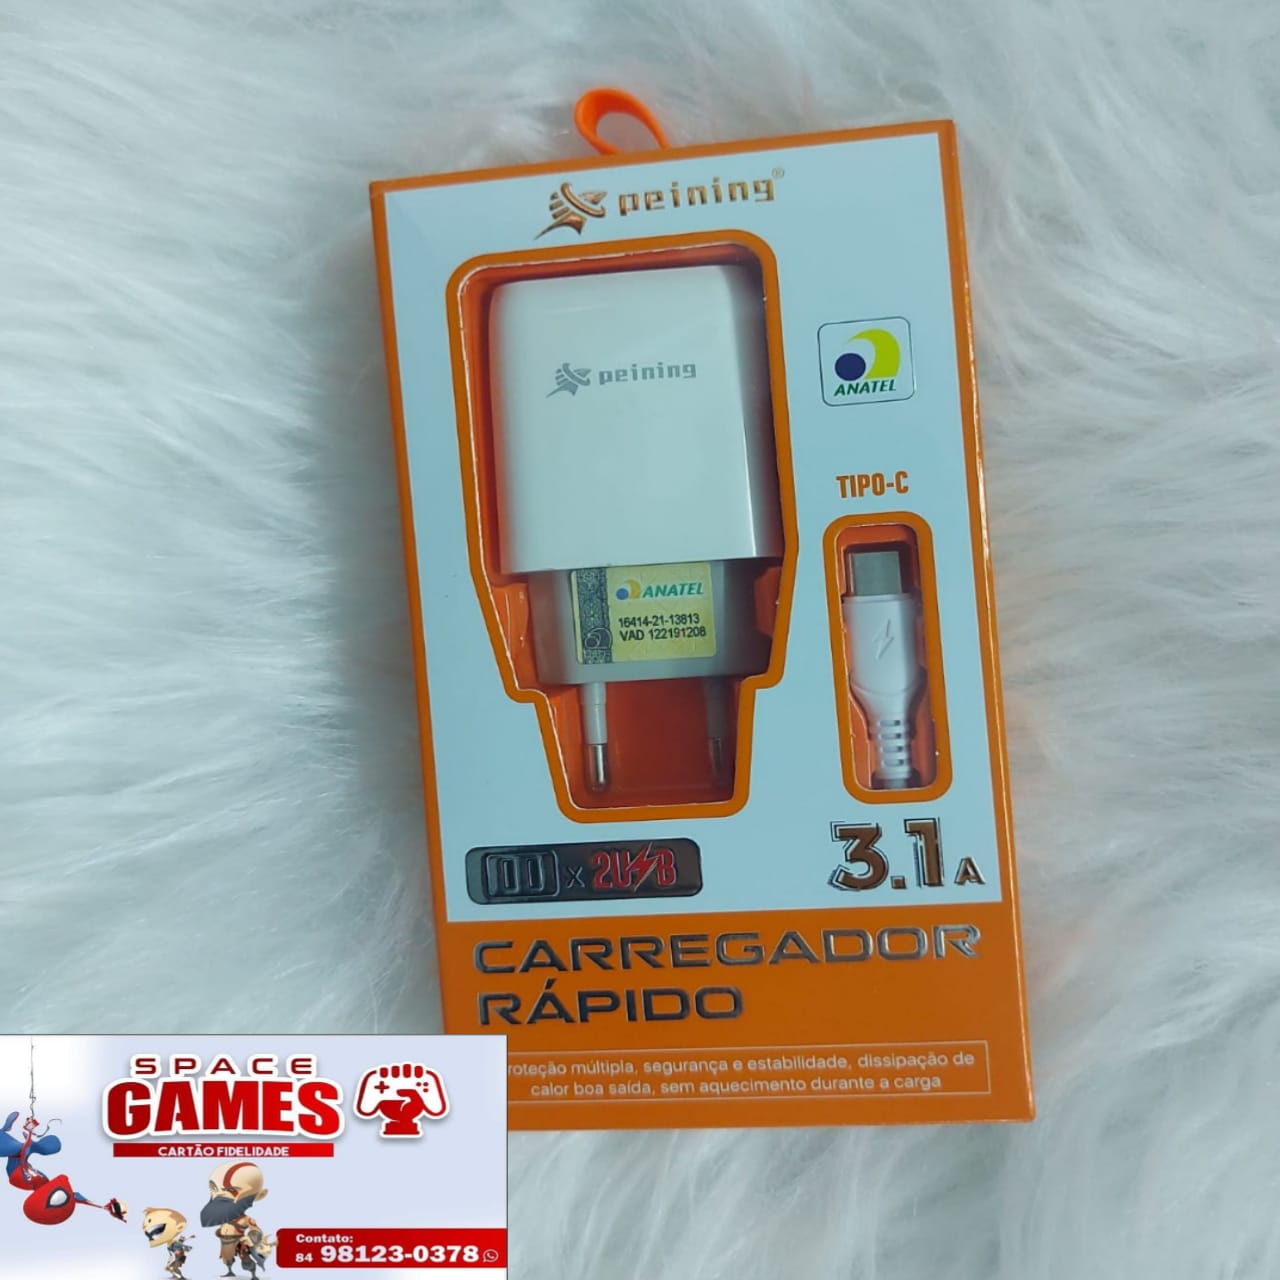 peining®
peining
ANATEL
TIPO-C
ANATEL
16414-21-13613
VAD 122191208
x 2USB
3.1A
CARREGADOR
RÁPIDO
roteção múltipla, segurança e estabilidade, dissipação de
calor boa saída, sem aquecimento durante a carga
SPACE
GAMES
CARTÃO FIDELIDADE
Contato:
84 98123-0378